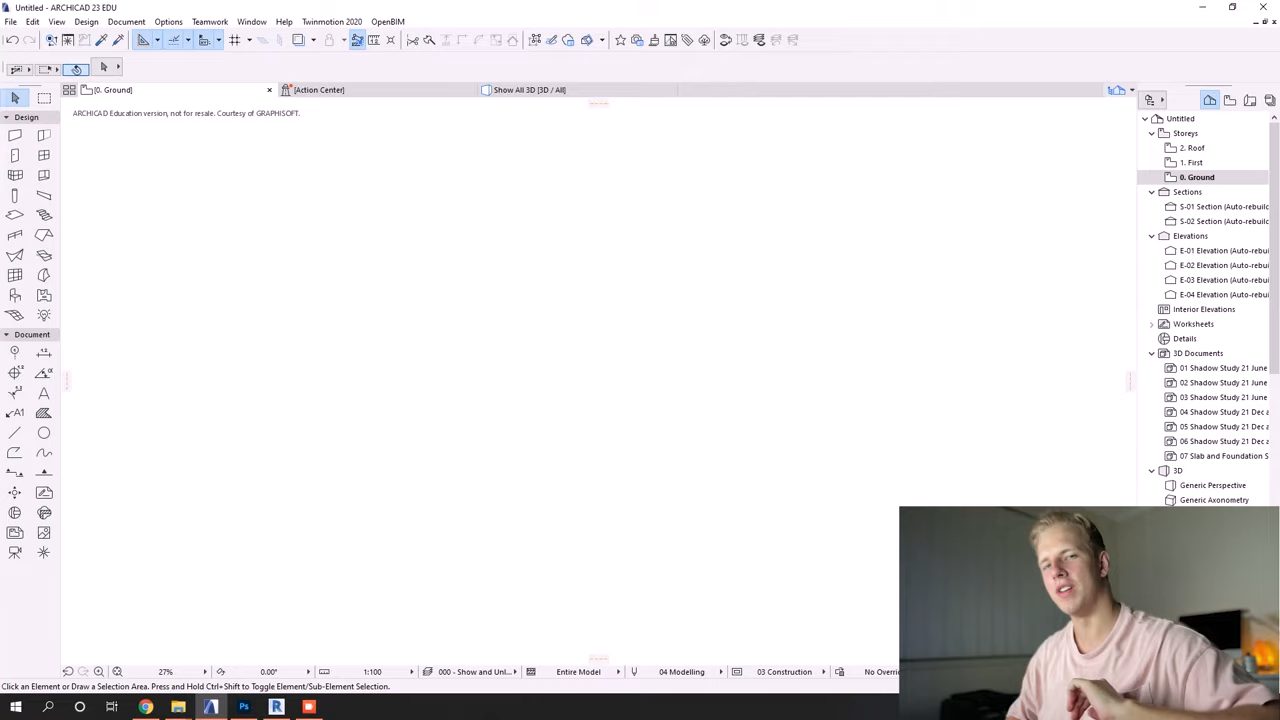 Untitled - ARCHICAD 23 EDU
File Edit View Design Document Options Teamwork Window Help Twinmotion 2020 OpenBIM
[0. Ground]
[Action Center]
Show All 3D [3D / All]
ARCHICAD Education version, not for resale. Courtesy of GRAPHISOFT.
Design
Document
A
A1
1.2
Untitled
Storeys
2. Roof
1. First
0. Ground
Sections
S-01 Section (Auto-rebuild
S-02 Section (Auto-rebuild
Elevations
E-01 Elevation (Auto-rebui
E-02 Elevation (Auto-rebui
E-03 Elevation (Auto-rebui
E-04 Elevation (Auto-rebui
Interior Elevations
Worksheets
Details
3D Documents
01 Shadow Study 21 June
02 Shadow Study 21 June
03 Shadow Study 21 June
04 Shadow Study 21 Dec a
05 Shadow Study 21 Dec a
06 Shadow Study 21 Dec a
07 Slab and Foundation S
3D
Generic Perspective
Generic Axonometry
27% 0.00° 1:100 000 - Show and Unl... Entire Model 04 Modelling 03 Construction No Overri
Click an Element or Draw a Selection Area. Press and Hold Ctrl+Shift to Toggle Element/Sub-Element Selection.
Ps
R